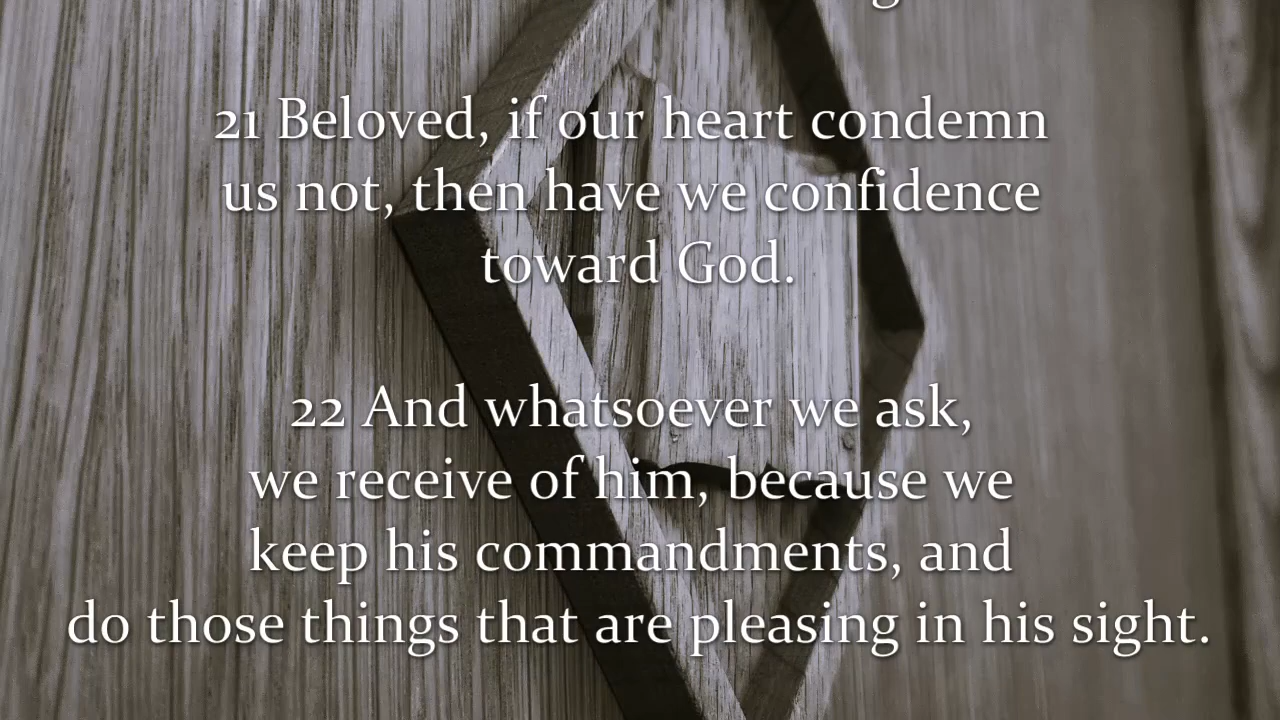 21 Beloved, if our heart condemn
us not, then have we confidence
toward God.
22 And whatsoever we ask,
we receive of him, because we
keep his commandments, and
do those things that are pleasing in his sight.